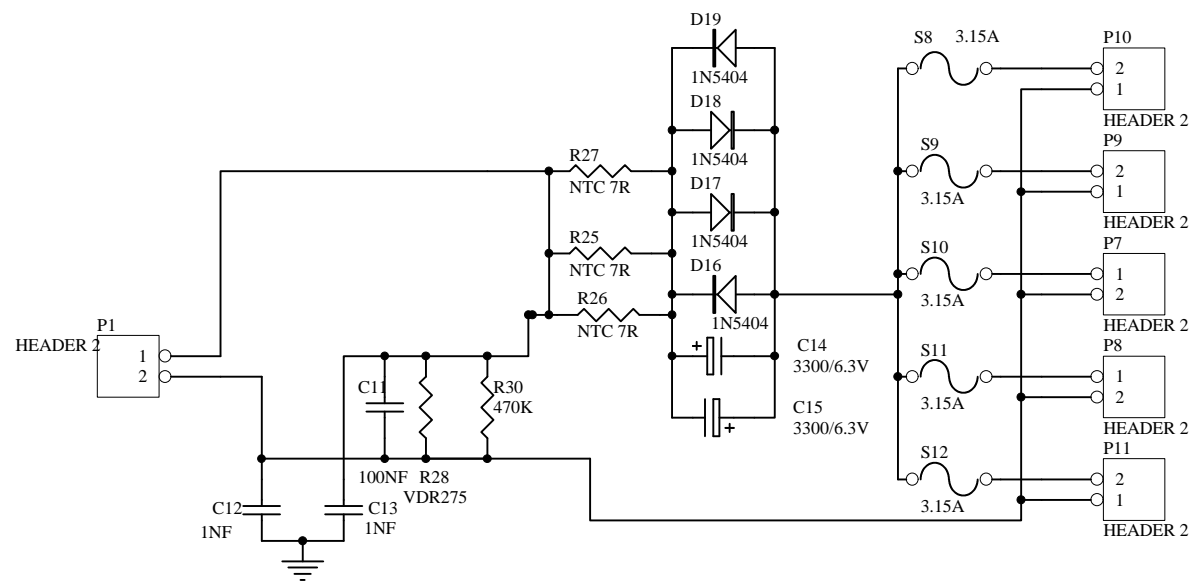 D19
1N5404
D18
1N5404
D17
1N5404
D16
1N5404
R27
NTC 7R
R25
NTC 7R
R26
NTC 7R
P1
HEADER 2
1
2
C11
100NF
R28
VDR275
R30
470K
C12
1NF
C13
1NF
+
C14
3300/6.3V
C15
3300/6.3V
+
S8
3.15A
S9
3.15A
S10
3.15A
S11
3.15A
S12
3.15A
P10
2
1
HEADER 2
P9
2
1
HEADER 2
P7
1
2
HEADER 2
P8
1
2
HEADER 2
P11
2
1
HEADER 2